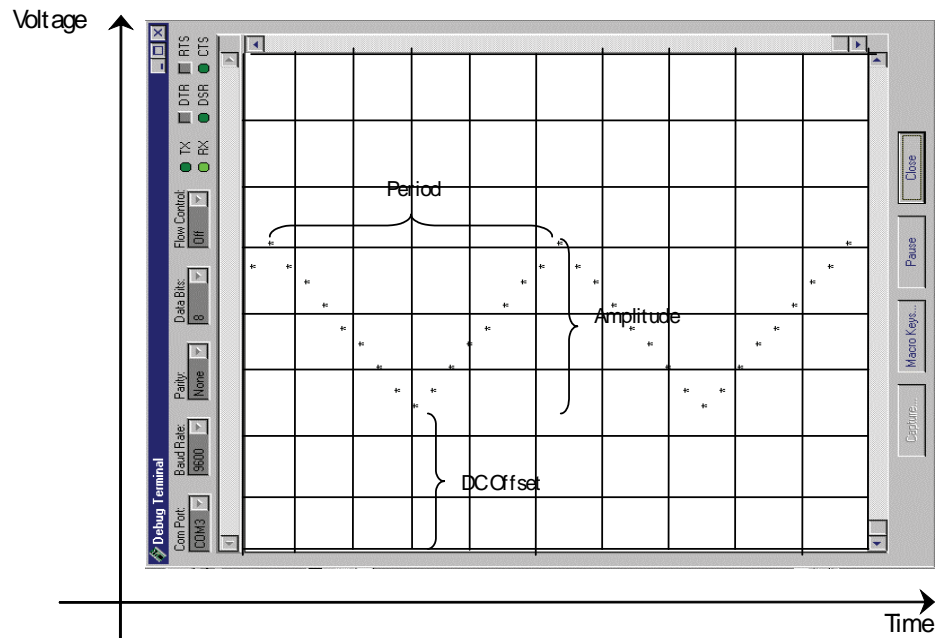 Voltage
Debug Terminal
Com Port: Baud Rate: Parity: Data Bits: Flow Control:
COM3 9600 None 8 Off
TX DTR RTS
RX DSR CTS
Period
Amplitude
DC Offset
Capture... Macro Keys... Pause Close
Time